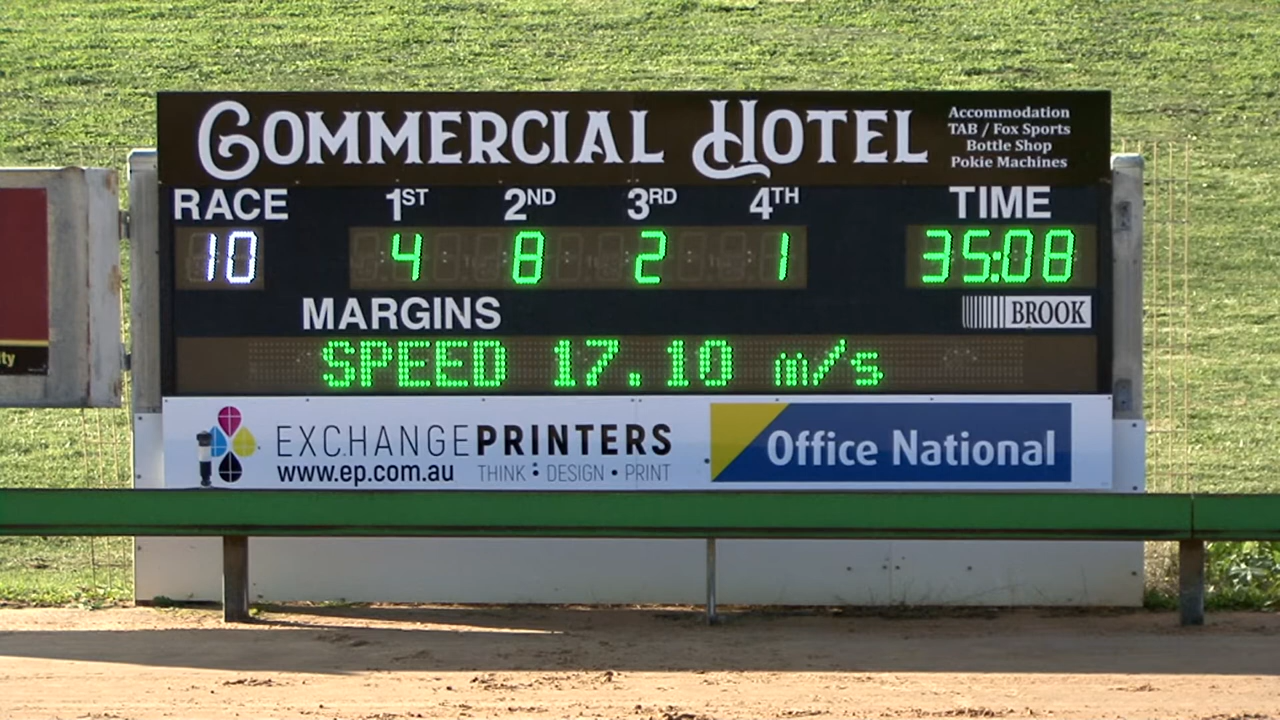 COMMERCIAL HOTEL
Accommodation
TAB / Fox Sports
Bottle Shop
Pokie Machines
RACE 1ST 2ND 3RD 4TH TIME
10 4 8 2 1 35:08
MARGINS
BROOK
SPEED 17.10 m/s
EXCHANGEPRINTERS
www.ep.com.au THINK : DESIGN • PRINT
Office National
ty